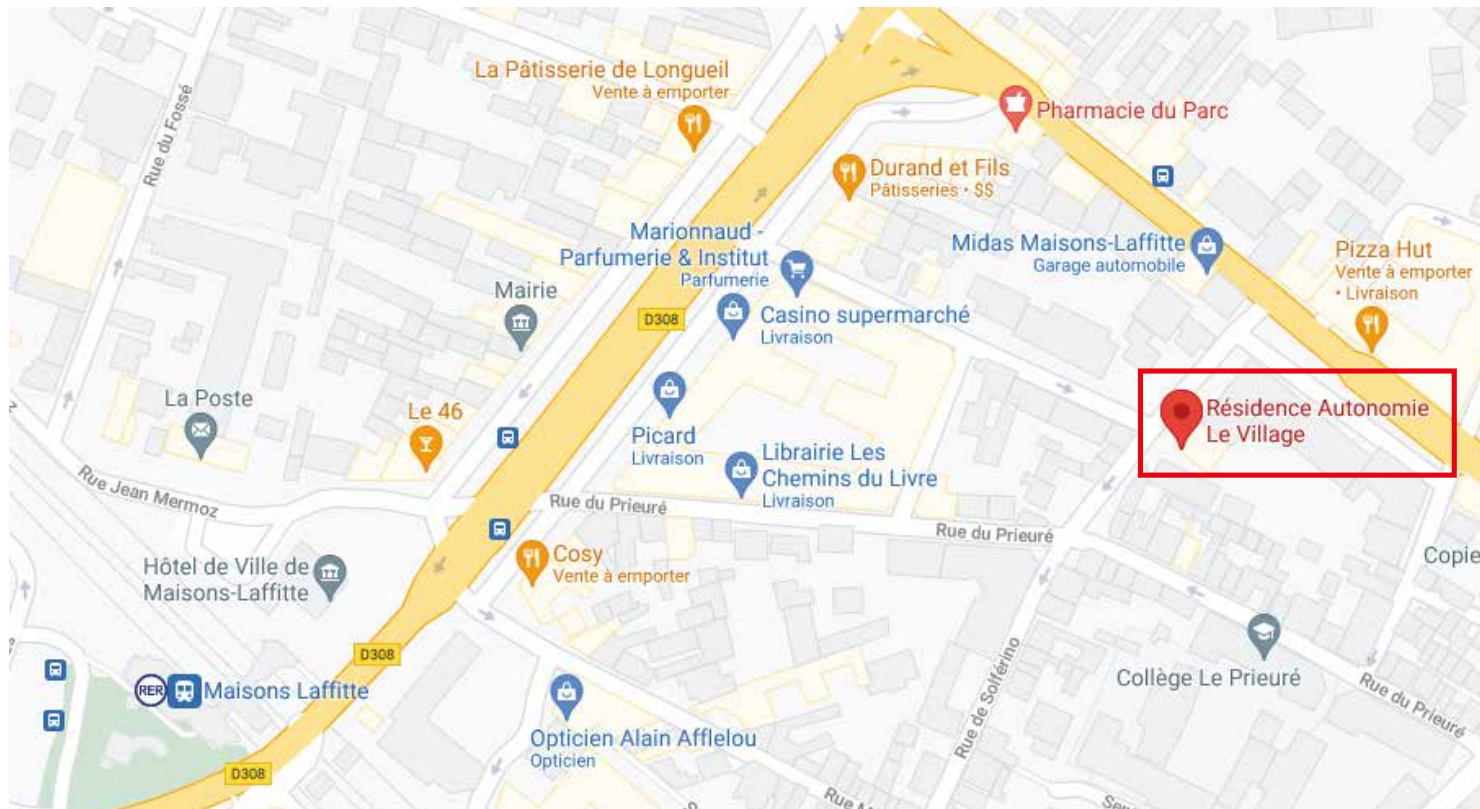 La Pâtisserie de Longueil
Vente à emporter
Rue du Fossé
Pharmacie du Parc
Durand et Fils
Pâtisseries • $$
Marionnaud -
Parfumerie & Institut
Parfumerie
Midas Maisons-Laffitte
Garage automobile
Pizza Hut
Vente à emporter
• Livraison
Mairie
D308
Casino supermarché
Livraison
La Poste
Le 46
Picard
Livraison
Résidence Autonomie
Le Village
Librairie Les
Chemins du Livre
Livraison
Rue Jean Mermoz
Rue du Prieuré
Rue du Prieuré
Hôtel de Ville de
Maisons-Laffitte
Cosy
Vente à emporter
Copie
D308
RER
Maisons Laffitte
Rue de Solférino
Collège Le Prieuré
Rue du Prieuré
Opticien Alain Afflelou
Opticien
D308